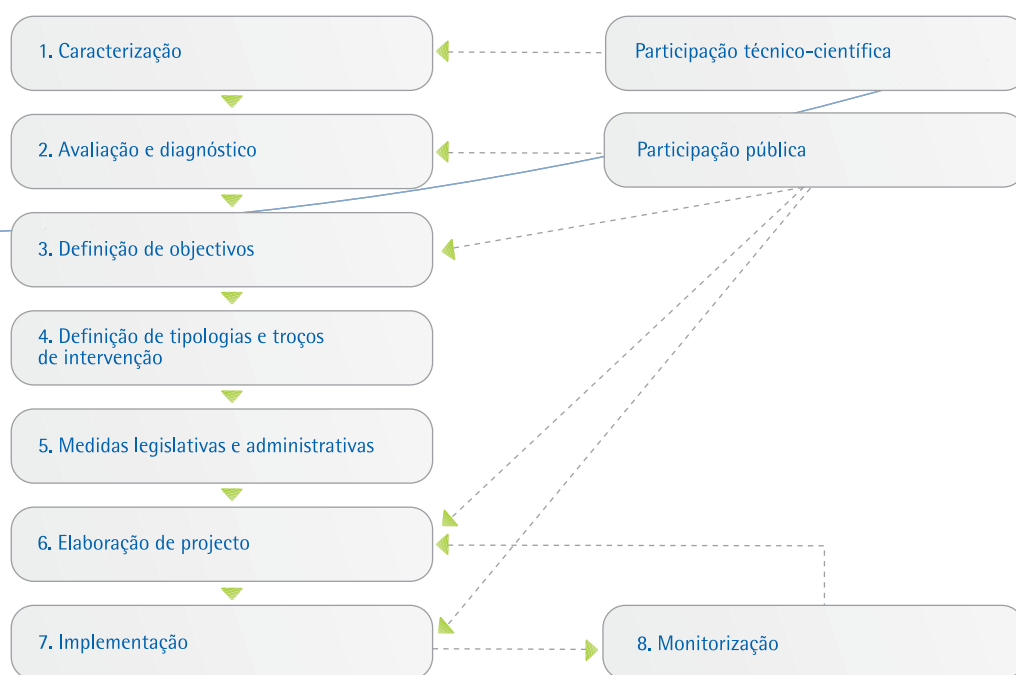 1. Caracterização
Participação técnico-científica
2. Avaliação e diagnóstico
Participação pública
3. Definição de objectivos
4. Definição de tipologias e troços
de intervenção
5. Medidas legislativas e administrativas
6. Elaboração de projecto
7. Implementação
8. Monitorização